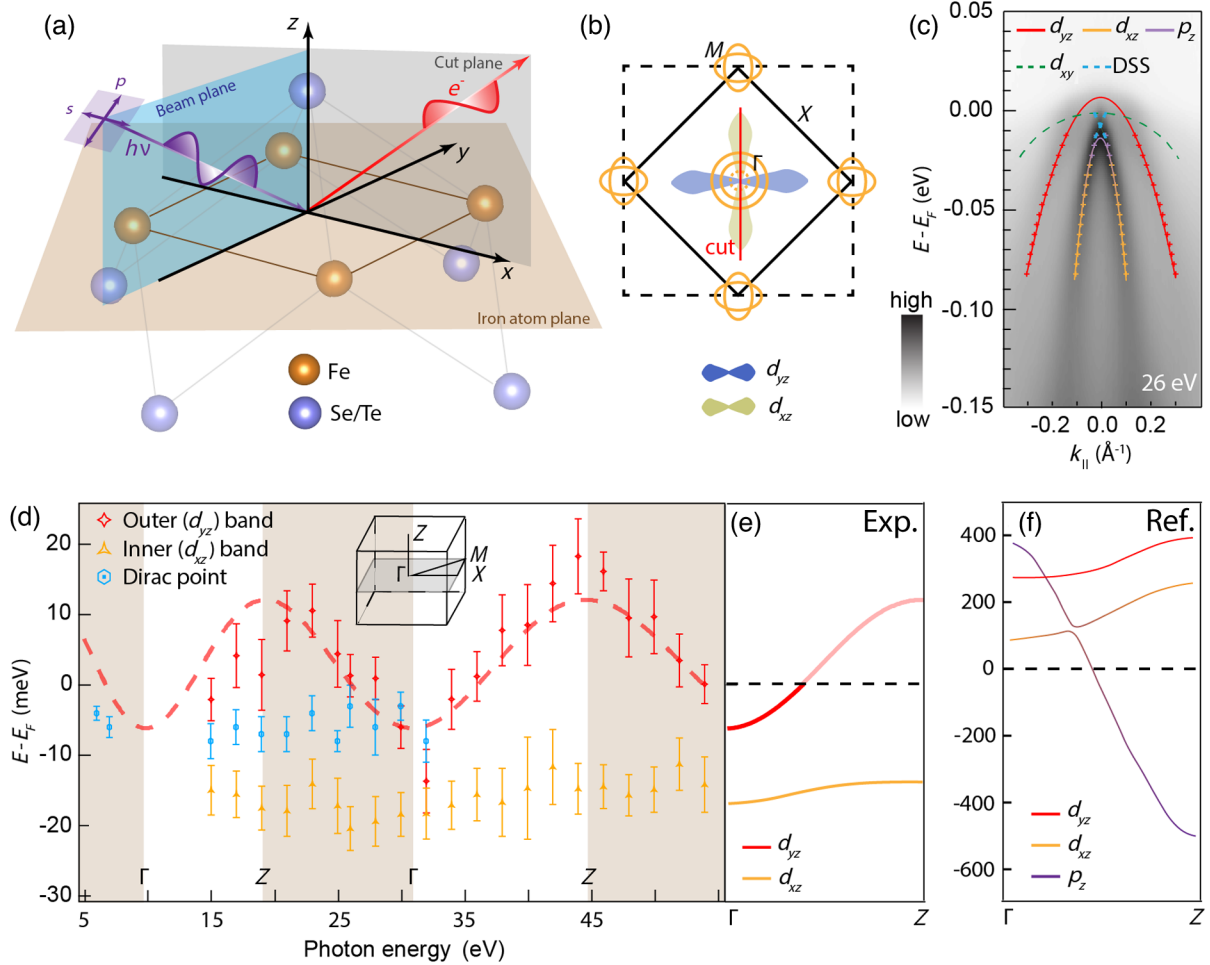 (a)
z
Cut plane
p
s
Beam plane
e-
hν
y
x
Iron atom plane
Fe
Se/Te
(b)
M
X
Γ
cut
dyz
dxz
(c)
0.05
dyz dxz pz
dxy DSS
0.00
-0.05
-0.10
-0.15
E - EF (eV)
high
low
26 eV
-0.2 0.0 0.2
k|| (Å-1)
(d)
Outer (dyz) band
Inner (dxz) band
Dirac point
Z
M
Γ
X
20
10
0
-10
-20
-30
E - EF (meV)
Γ Z Γ Z
5 15 25 35 45
Photon energy (eV)
(e) Exp.
dyz
dxz
Γ Z
(f) Ref.
400
200
0
-200
-400
-600
dyz
dxz
pz
Γ Z